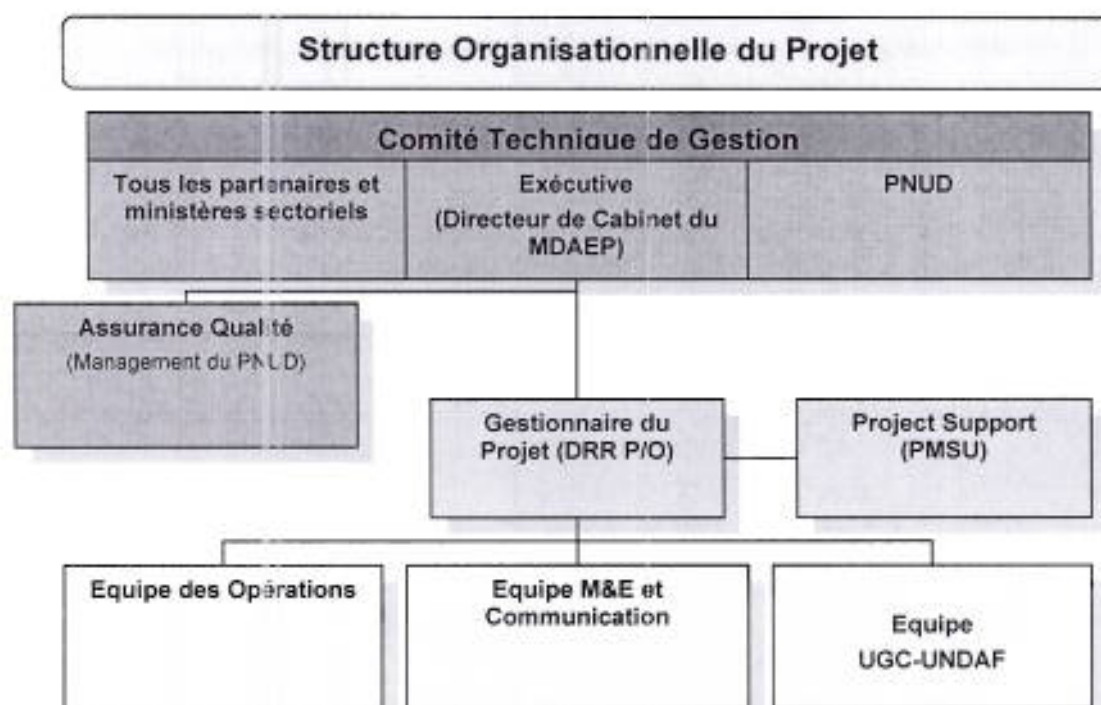 Structure Organisationnelle du Projet
Comité Technique de Gestion
Tous les partenaires et
ministères sectoriels
Exécutive
(Directeur de Cabinet du
MDAEP)
PNUD
Assurance Qualité
(Management du PNUD)
Gestionnaire du
Projet (DRR P/O)
Project Support
(PMSU)
Equipe des Opérations
Equipe M&E et
Communication
Equipe
UGC-UNDAF